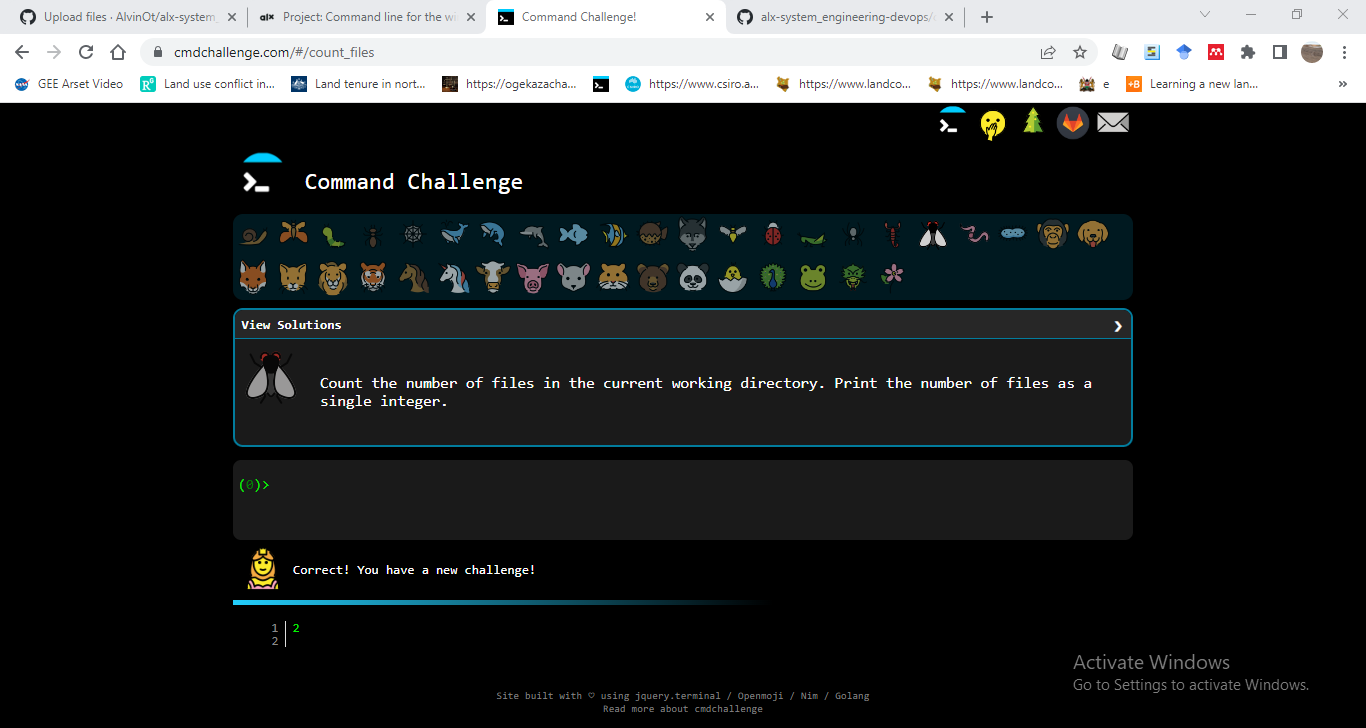 Upload files · AlvinOt/alx-system_
alx Project: Command line for the w
Command Challenge!
alx-system_engineering-devops/
cmdchallenge.com/#/count_files
GEE Arset Video
Land use conflict in...
Land tenure in nort...
https://ogekazacha...
https://www.csiro.a...
https://www.landco...
https://www.landco...
e
+B Learning a new lan...
»
Command Challenge
View Solutions
Count the number of files in the current working directory. Print the number of files as a
single integer.
(0)>
Correct! You have a new challenge!
1 2
2
Activate Windows
Go to Settings to activate Windows.
Site built with ♡ using jquery.terminal / Openmoji / Nim / Golang
Read more about cmdchallenge